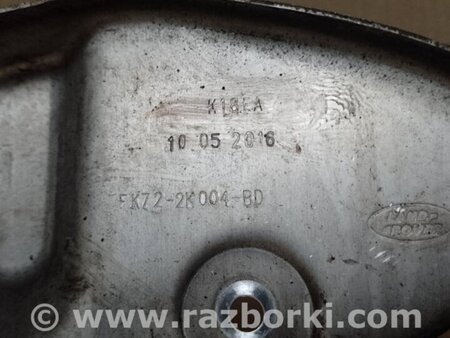 K18EA
10 05 2016
FK72-2K004-BD
LAND-
ROVER
www.razborki.com